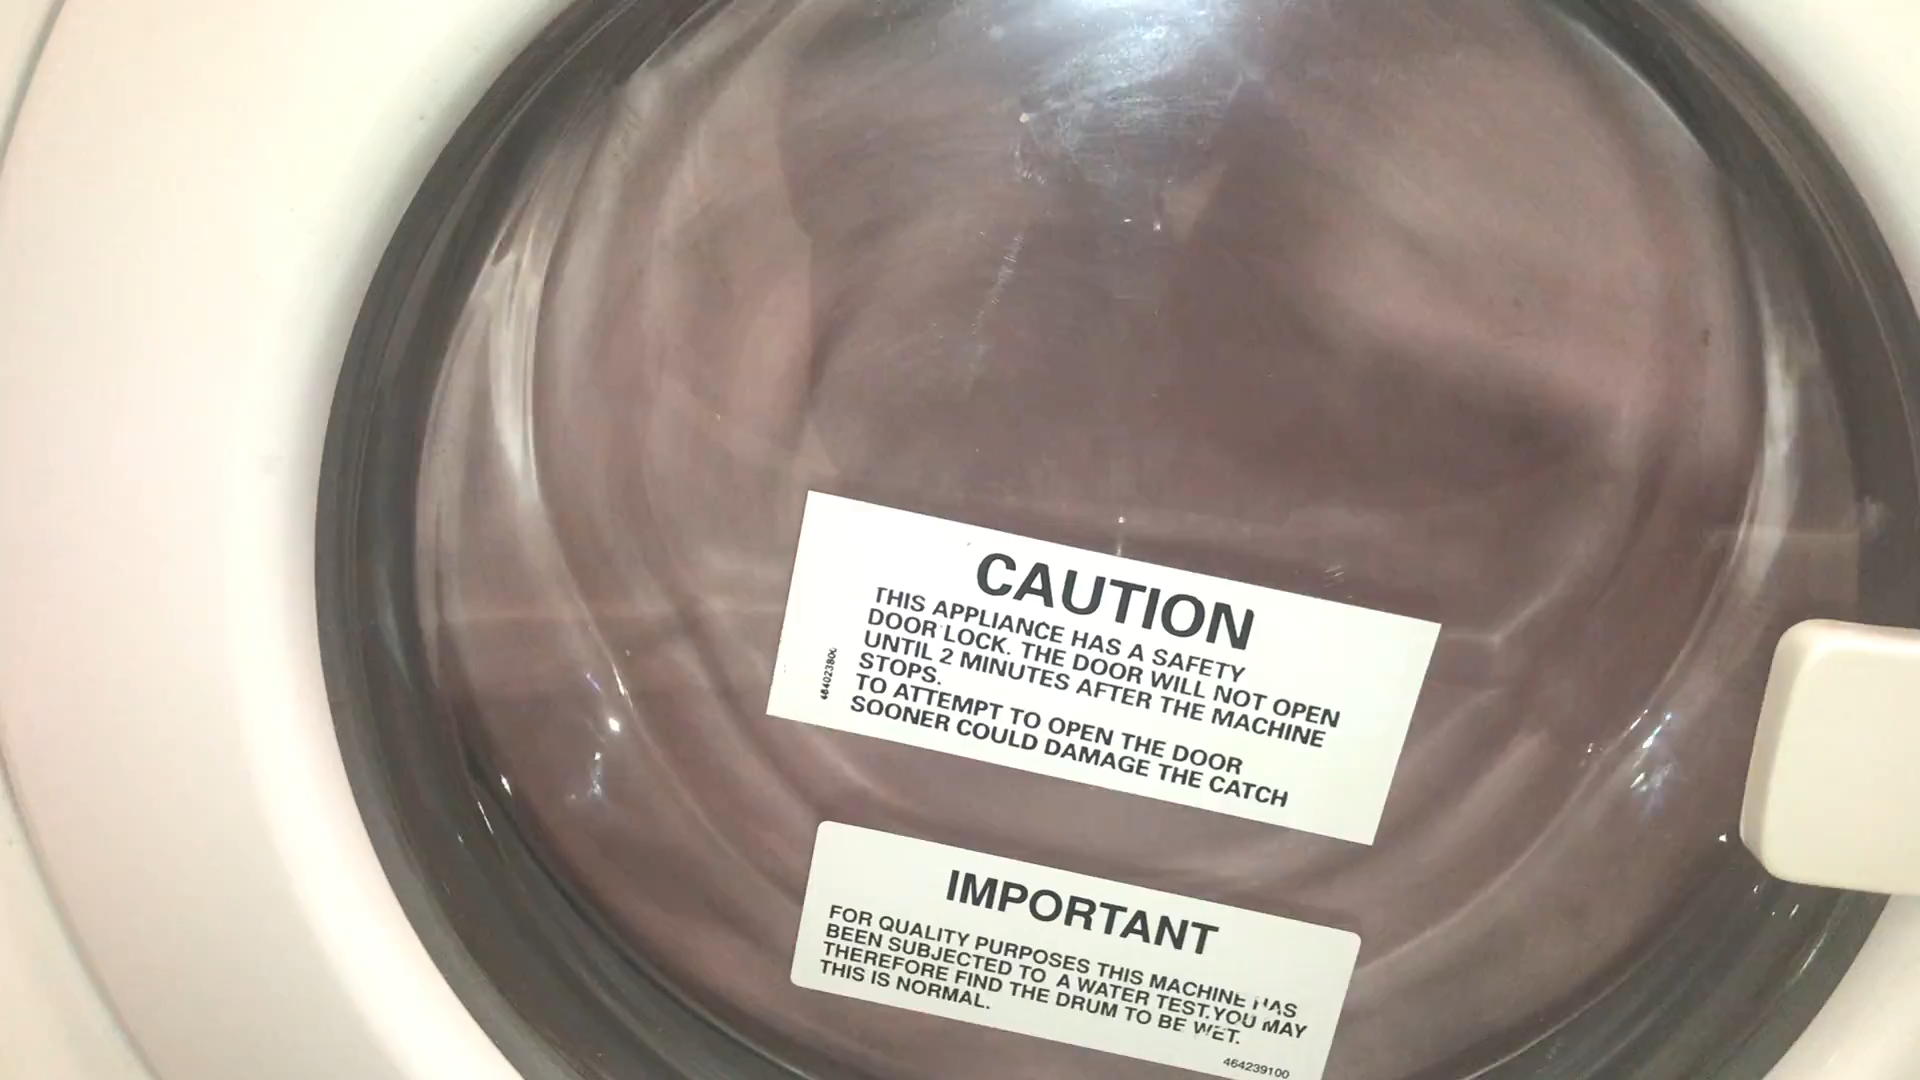 CAUTION
THIS APPLIANCE HAS A SAFETY
DOOR LOCK. THE DOOR WILL NOT OPEN
UNTIL 2 MINUTES AFTER THE MACHINE
STOPS.
TO ATTEMPT TO OPEN THE DOOR
SOONER COULD DAMAGE THE CATCH
464023800
IMPORTANT
FOR QUALITY PURPOSES THIS MACHINE HAS
BEEN SUBJECTED TO A WATER TEST.YOU MAY
THEREFORE FIND THE DRUM TO BE WET.
THIS IS NORMAL.
464239100